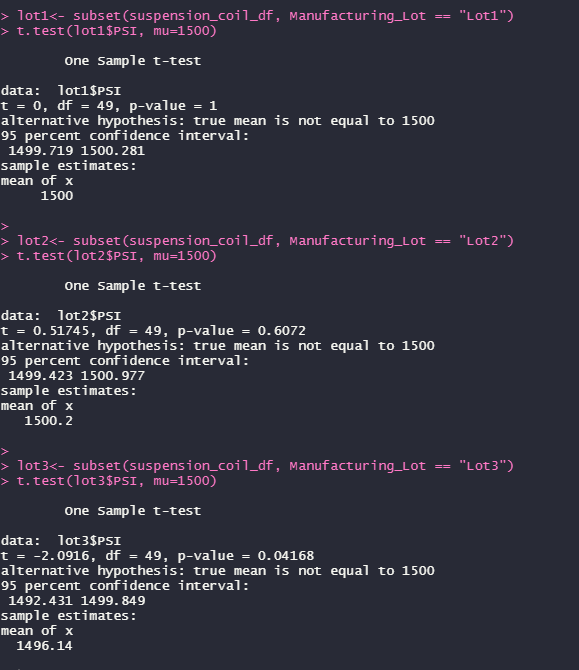 > lot1<- subset(suspension_coil_df, Manufacturing_Lot == "Lot1")
> t.test(lot1$PSI, mu=1500)
One Sample t-test
data:  lot1$PSI
t = 0, df = 49, p-value = 1
alternative hypothesis: true mean is not equal to 1500
95 percent confidence interval:
1499.719 1500.281
sample estimates:
mean of x
1500
>
> lot2<- subset(suspension_coil_df, Manufacturing_Lot == "Lot2")
> t.test(lot2$PSI, mu=1500)
One Sample t-test
data:  lot2$PSI
t = 0.51745, df = 49, p-value = 0.6072
alternative hypothesis: true mean is not equal to 1500
95 percent confidence interval:
1499.423 1500.977
sample estimates:
mean of x
1500.2
>
> lot3<- subset(suspension_coil_df, Manufacturing_Lot == "Lot3")
> t.test(lot3$PSI, mu=1500)
One Sample t-test
data:  lot3$PSI
t = -2.0916, df = 49, p-value = 0.04168
alternative hypothesis: true mean is not equal to 1500
95 percent confidence interval:
1492.431 1499.849
sample estimates:
mean of x
1496.14